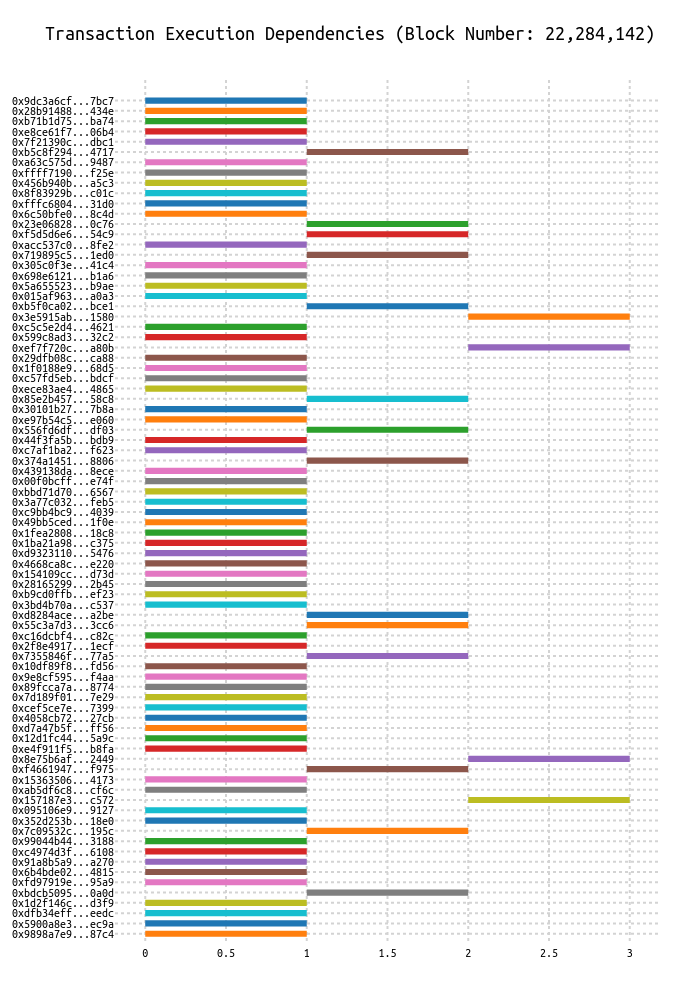 Transaction Execution Dependencies (Block Number: 22,284,142)
0x9dc3a6cf...7bc7
0x28b91488...434e
0xb71b1d75...ba74
0xe8ce61f7...06b4
0x7f21390c...dbc1
0xb5c8f294...4717
0xa63c575d...9487
0xffff7190...f25e
0x456b940b...a5c3
0x8f83929b...c01c
0xfffc6804...31d0
0x6c50bfe0...8c4d
0x23e06828...0c76
0xf5d5d6e6...54c9
0xacc537c0...8fe2
0x719895c5...1ed0
0x305c0f3e...41c4
0x698e6121...b1a6
0x5a655523...b9ae
0x015af963...a0a3
0xb5f0ca02...bce1
0x3e5915ab...1580
0xc5c5e2d4...4621
0x599c8ad3...32c2
0xef7f720c...a80b
0x29dfb08c...ca88
0x1f0188e9...68d5
0xc57fd5eb...bdcf
0xece83ae4...4865
0x85e2b457...58c8
0x30101b27...7b8a
0xe97b54c5...e060
0x556fd6df...df03
0x44f3fa5b...bdb9
0xc7af1ba2...f623
0x374a1451...8806
0x439138da...8ece
0x00f0bcff...e74f
0xbbd71d70...6567
0x3a77c032...feb5
0xc9bb4bc9...4039
0x49bb5ced...1f0e
0x1fea2808...18c8
0x1ba21a98...c375
0xd9323110...5476
0x4668ca8c...e220
0x154109cc...d73d
0x28165299...2b45
0xb9cd0ffb...ef23
0x3bd4b70a...c537
0xd8284ace...a2be
0x55c3a7d3...3cc6
0xc16dcbf4...c82c
0x2f8e4917...1ecf
0x7355846f...77a5
0x10df89f8...fd56
0x9e8cf595...f4aa
0x89fcca7a...8774
0x7d189f01...7e29
0xcef5ce7e...7399
0x4058cb72...27cb
0xd7a47b5f...ff56
0x12d1fc44...5a9c
0xe4f911f5...b8fa
0x8e75b6af...2449
0xf4661947...f975
0x15363506...4173
0xab5df6c8...cf6c
0x157187e3...c572
0x095106e9...9127
0x352d253b...18e0
0x7c09532c...195c
0x99044b44...3188
0xc4974d3f...6108
0x91a8b5a9...a270
0x6b4bde02...4815
0xfd97919e...95a9
0xbdcb5095...0a0d
0x1d2f146c...d3f9
0xdfb34eff...eedc
0x5900a8e3...ec9a
0x9898a7e9...87c4
0 0.5 1 1.5 2 2.5 3